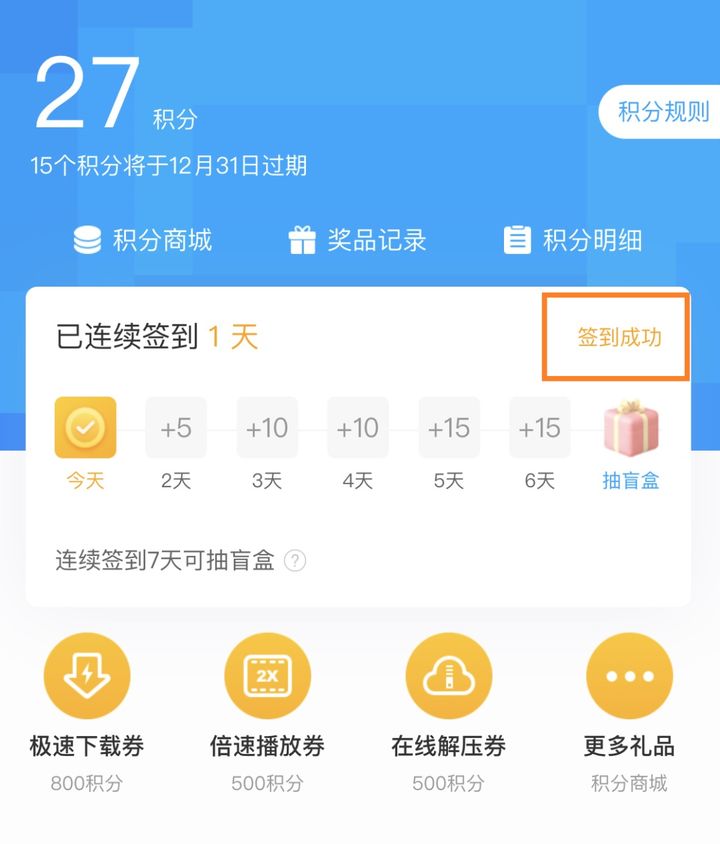 27 积分
积分规则
15个积分将于12月31日过期
积分商城 奖品记录 积分明细
已连续签到 1 天 签到成功
+5 +10 +10 +15 +15
今天 2天 3天 4天 5天 6天 抽盲盒
连续签到7天可抽盲盒 ?
2X
极速下载券 倍速播放券 在线解压券 更多礼品
800积分 500积分 500积分 积分商城